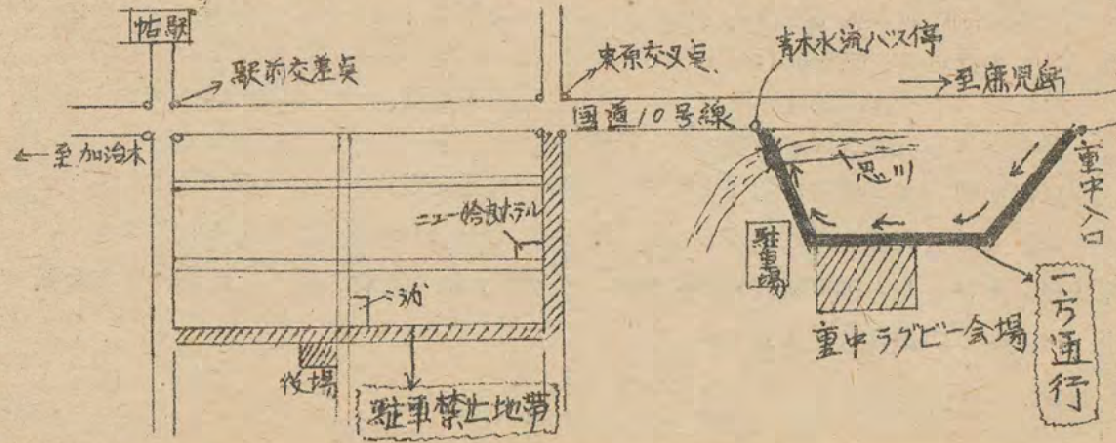 帖駅
駅前交差点
東原交叉点
青木水流バス停
→至鹿児島
国道10号線
←至加治木
思川
重中入口
ニュー姶良ホテル
駐車場
一方通行
重中ラグビー会場
役場
駐車禁止地帯